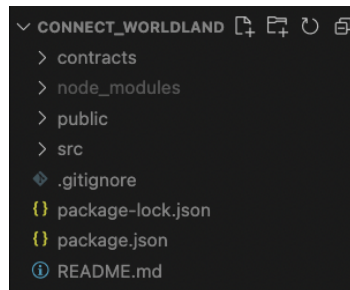 CONNECT_WORLDLAND
contracts
node_modules
public
src
.gitignore
{} package-lock.json
{} package.json
README.md